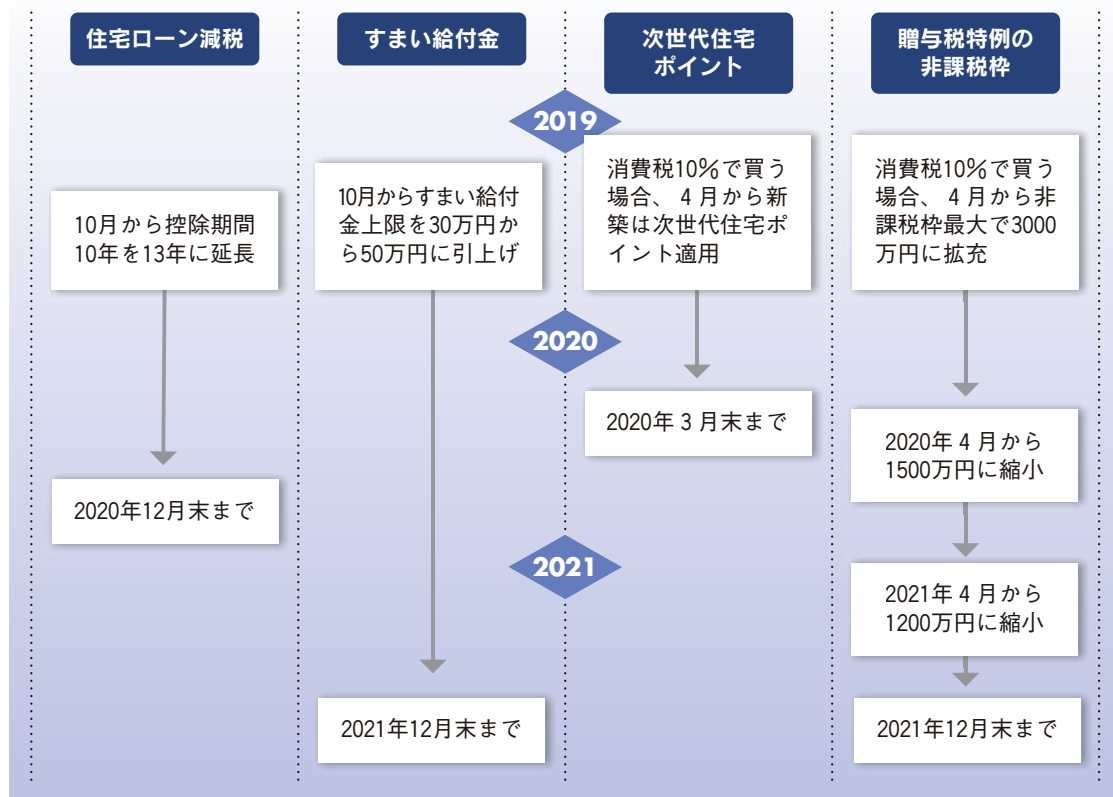 住宅ローン減税
すまい給付金
次世代住宅
ポイント
贈与税特例の
非課税枠
2019
10月から控除期間
10年を13年に延長
10月からすまい給付
金上限を30万円か
ら50万円に引上げ
消費税10%で買う
場合、4月から新
築は次世代住宅ポ
イント適用
消費税10%で買う
場合、4月から非
課税枠最大で3000
万円に拡充
2020
2020年3月末まで
2020年4月から
1500万円に縮小
2020年12月末まで
2021
2021年4月から
1200万円に縮小
2021年12月末まで
2021年12月末まで